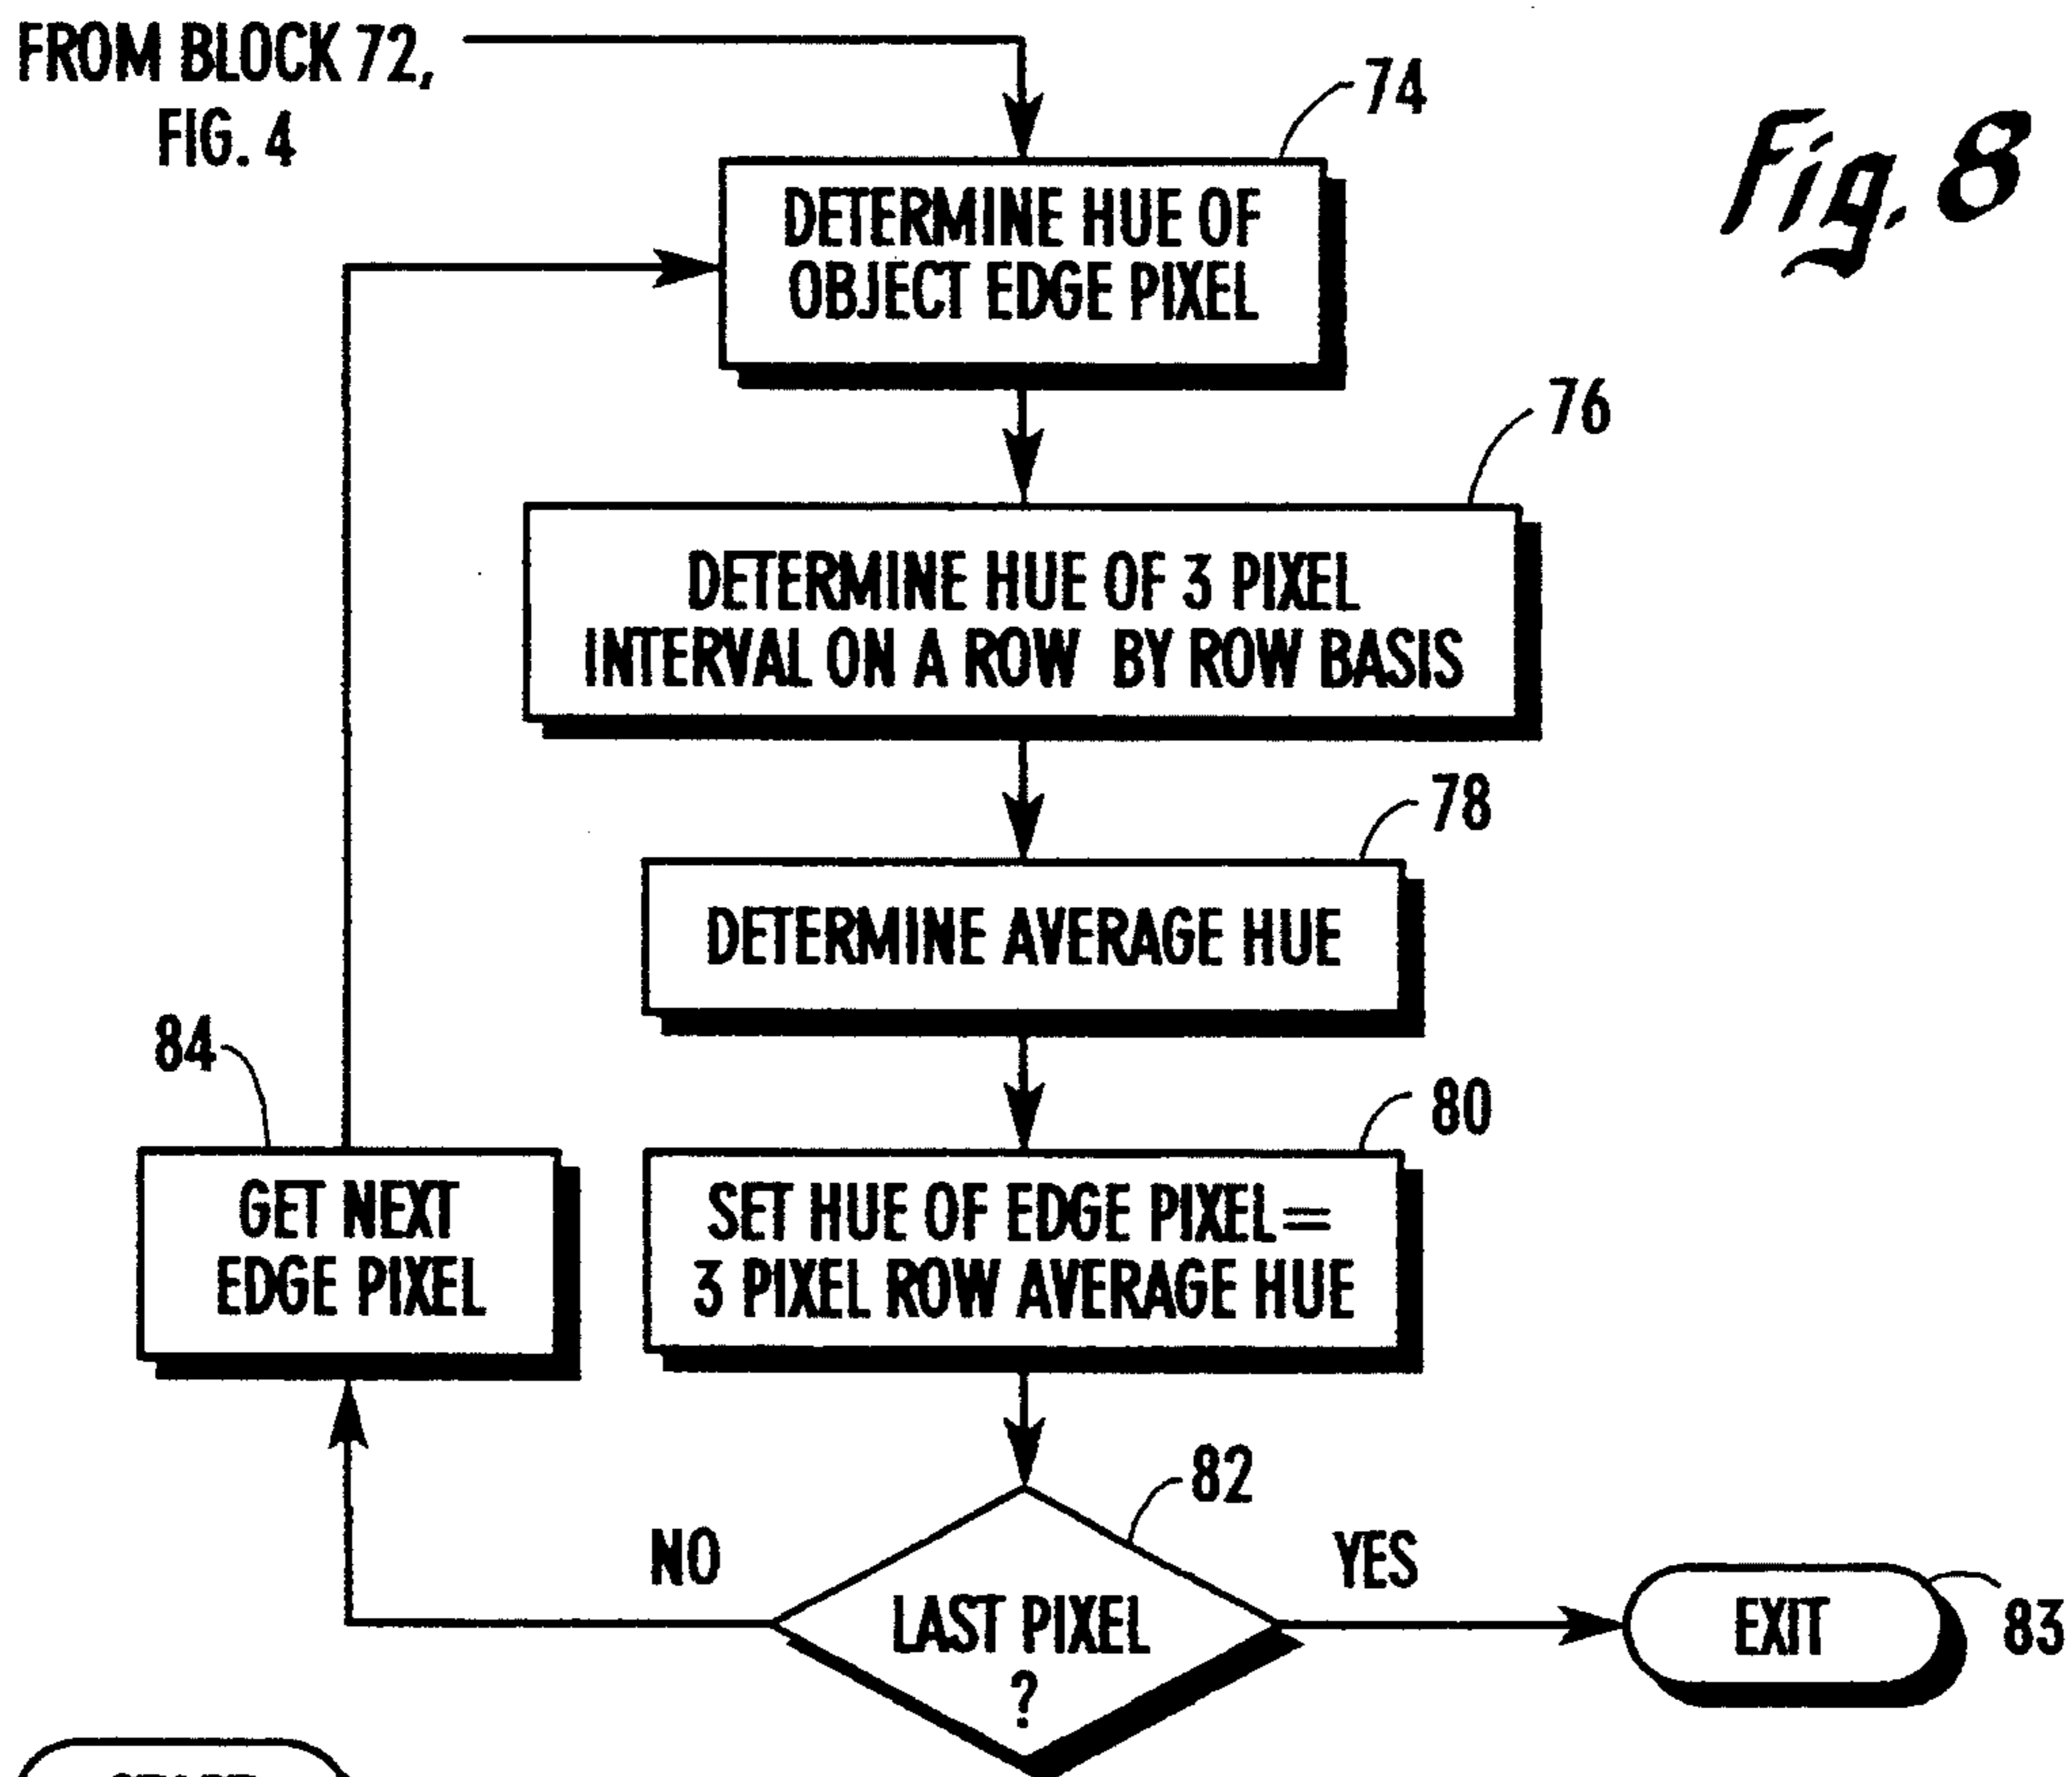 FROM BLOCK 72,
FIG. 4
Fig. 8
74
DETERMINE HUE OF
OBJECT EDGE PIXEL
76
DETERMINE HUE OF 3 PIXEL
INTERVAL ON A ROW BY ROW BASIS
78
DETERMINE AVERAGE HUE
84
GET NEXT
EDGE PIXEL
80
SET HUE OF EDGE PIXEL =
3 PIXEL ROW AVERAGE HUE
82
NO
YES
LAST PIXEL
?
EXIT
83